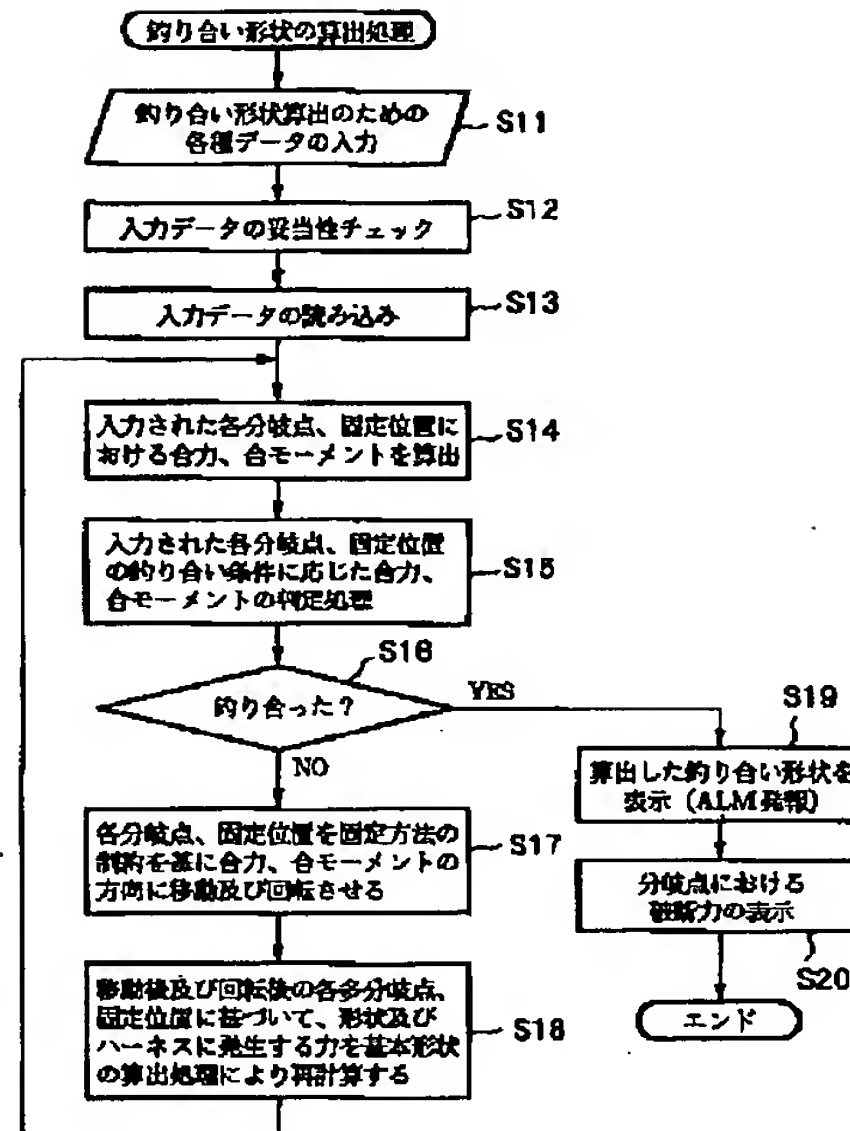 釣り合い形状の算出処理
釣り合い形状算出のための
各種データの入力
S11
入力データの妥当性チェック
S12
入力データの読み込み
S13
入力された各分岐点、固定位置に
おける合力、合モーメントを算出
S14
入力された各分岐点、固定位置
の釣り合い条件に応じた合力、
合モーメントの判定処理
S15
S16
釣り合った?
YES
NO
各分岐点、固定位置を固定方法の
制約を基に合力、合モーメントの
方向に移動及び回転させる
S17
移動後及び回転後の各多分岐点、
固定位置に基づいて、形状及び
ハーネスに発生する力を基本形状
の算出処理により再計算する
S18
S19
算出した釣り合い形状を
表示(ALM発報)
分岐点における
破断力の表示
S20
エンド